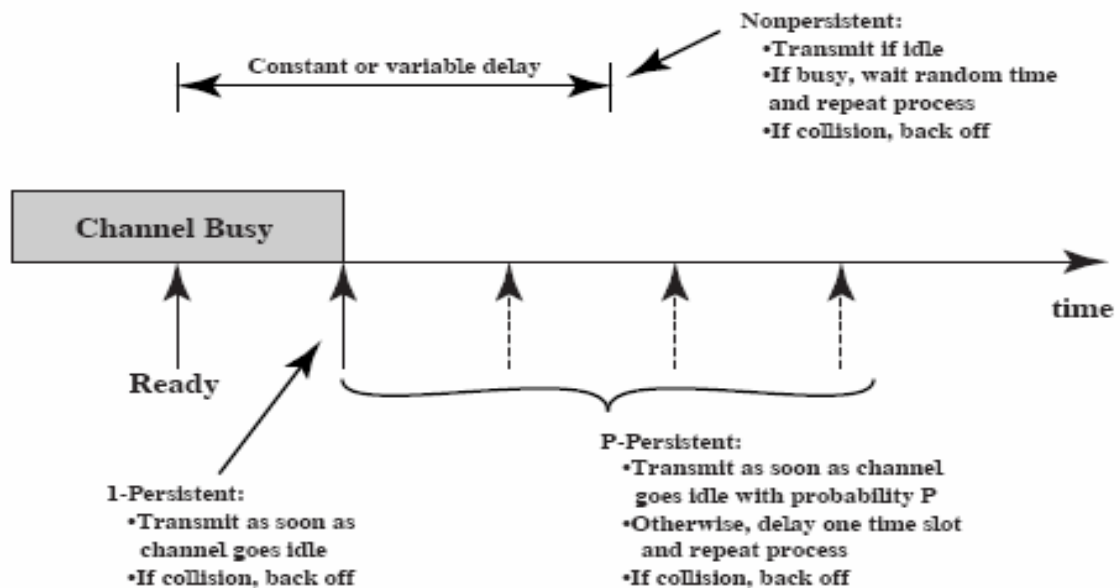 Nonpersistent:
•Transmit if idle
•If busy, wait random time
and repeat process
•If collision, back off
Constant or variable delay
Channel Busy
time
Ready
1-Persistent:
•Transmit as soon as
channel goes idle
•If collision, back off
P-Persistent:
•Transmit as soon as channel
goes idle with probability P
•Otherwise, delay one time slot
and repeat process
•If collision, back off